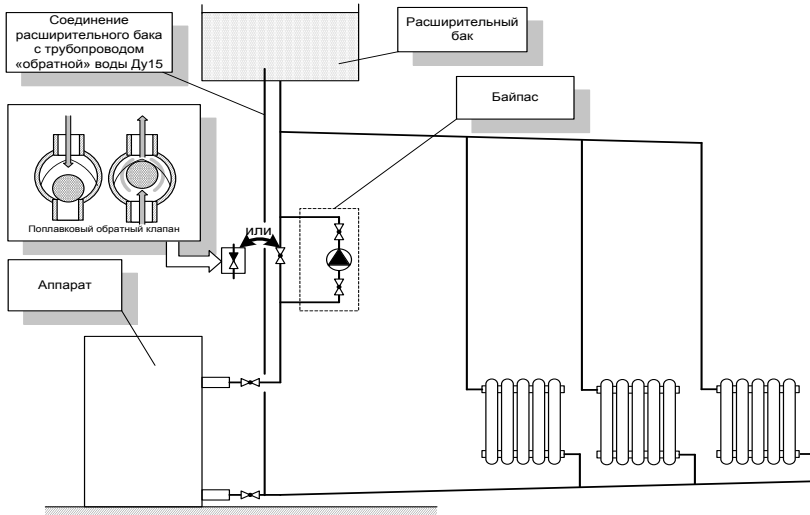 Соединение
расширительного бака
с трубопроводом
«обратной» воды Ду15
Расширительный
бак
Байпас
Поплавковый обратный клапан
или
Аппарат